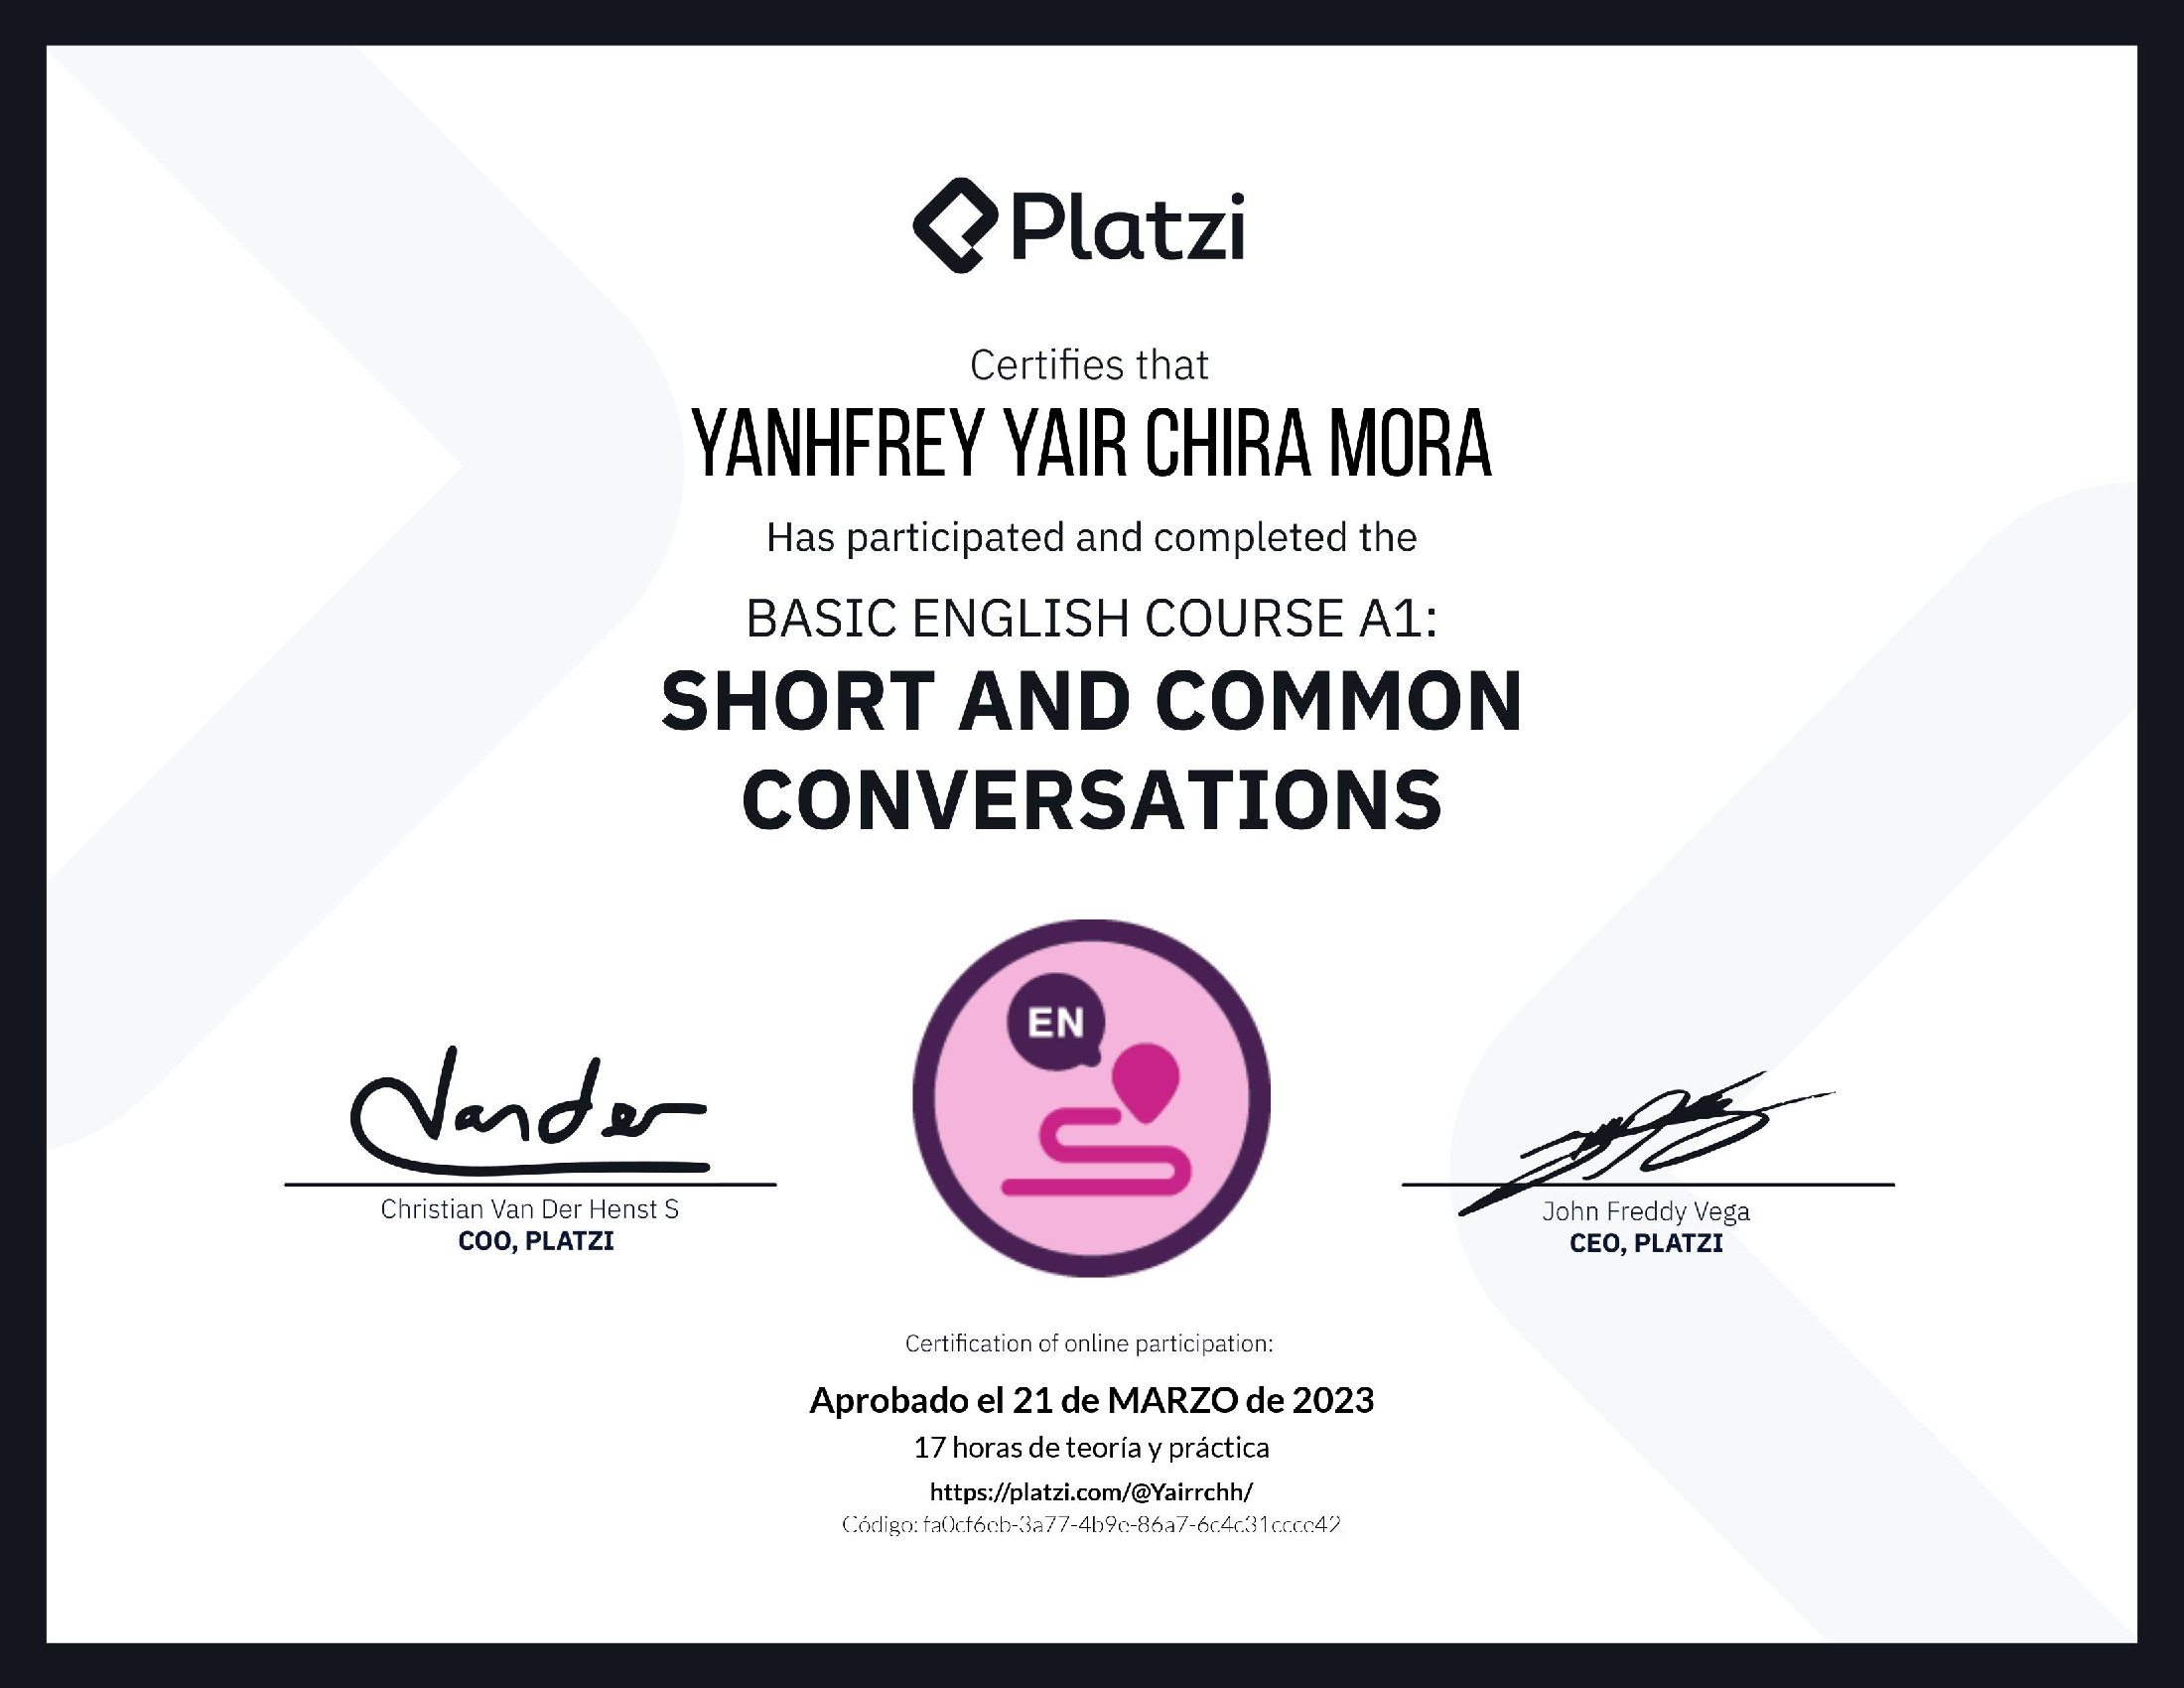 Platzi
Certifies that
YANHFREY YAIR CHIRA MORA
Has participated and completed the
BASIC ENGLISH COURSE A1:
SHORT AND COMMON
CONVERSATIONS
EN
Vander
Christian Van Der Henst S
COO, PLATZI
John Freddy Vega
CEO, PLATZI
Certification of online participation:
Aprobado el 21 de MARZO de 2023
17 horas de teoría y práctica
https://platzi.com/@Yairrchh/
Código: fa0cf6eb-3a77-4b9e-86a7-6c4c31ccce42